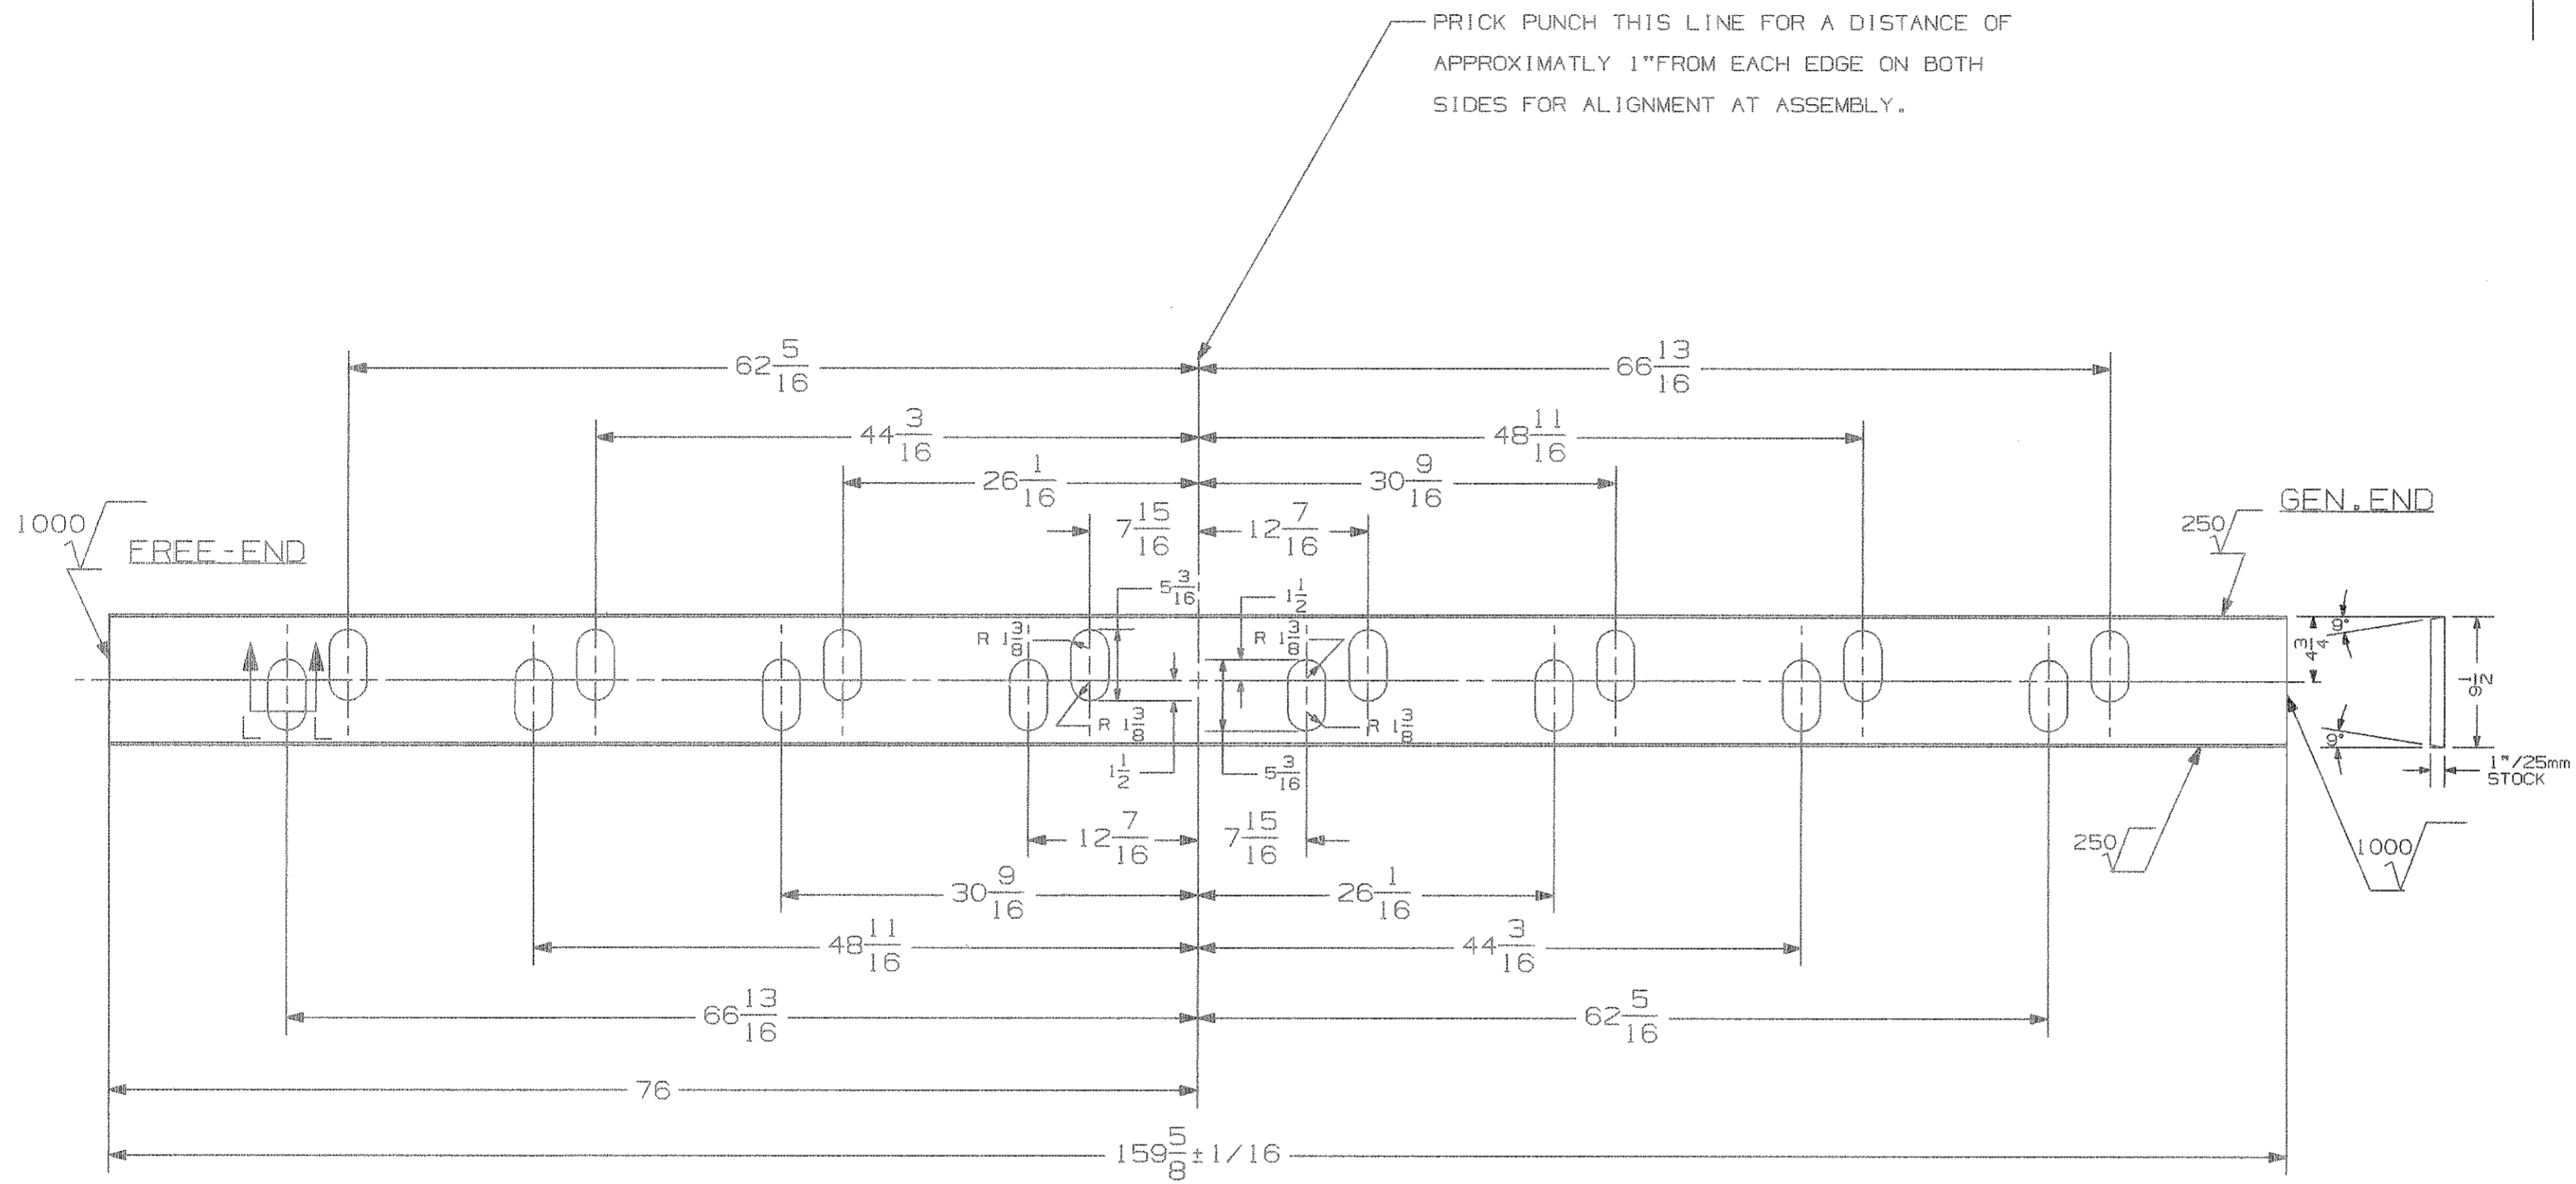 PRICK PUNCH THIS LINE FOR A DISTANCE OF
APPROXIMATLY 1"FROM EACH EDGE ON BOTH
SIDES FOR ALIGNMENT AT ASSEMBLY.
62 5/16
66 13/16
44 3/16
48 11/16
26 1/16
30 9/16
7 15/16
12 7/16
1000
FREE-END
250
GEN.END
5 3/16
1 1/2
R 1 3/8
R 1 3/8
9°
4 3/4
9 1/2
R 1 3/8
R 1 3/8
9°
1 1/2
5 3/16
1"/25mm
STOCK
12 7/16
7 15/16
250
1000
30 9/16
26 1/16
48 11/16
44 3/16
66 13/16
62 5/16
76
159 5/8 ±1/16